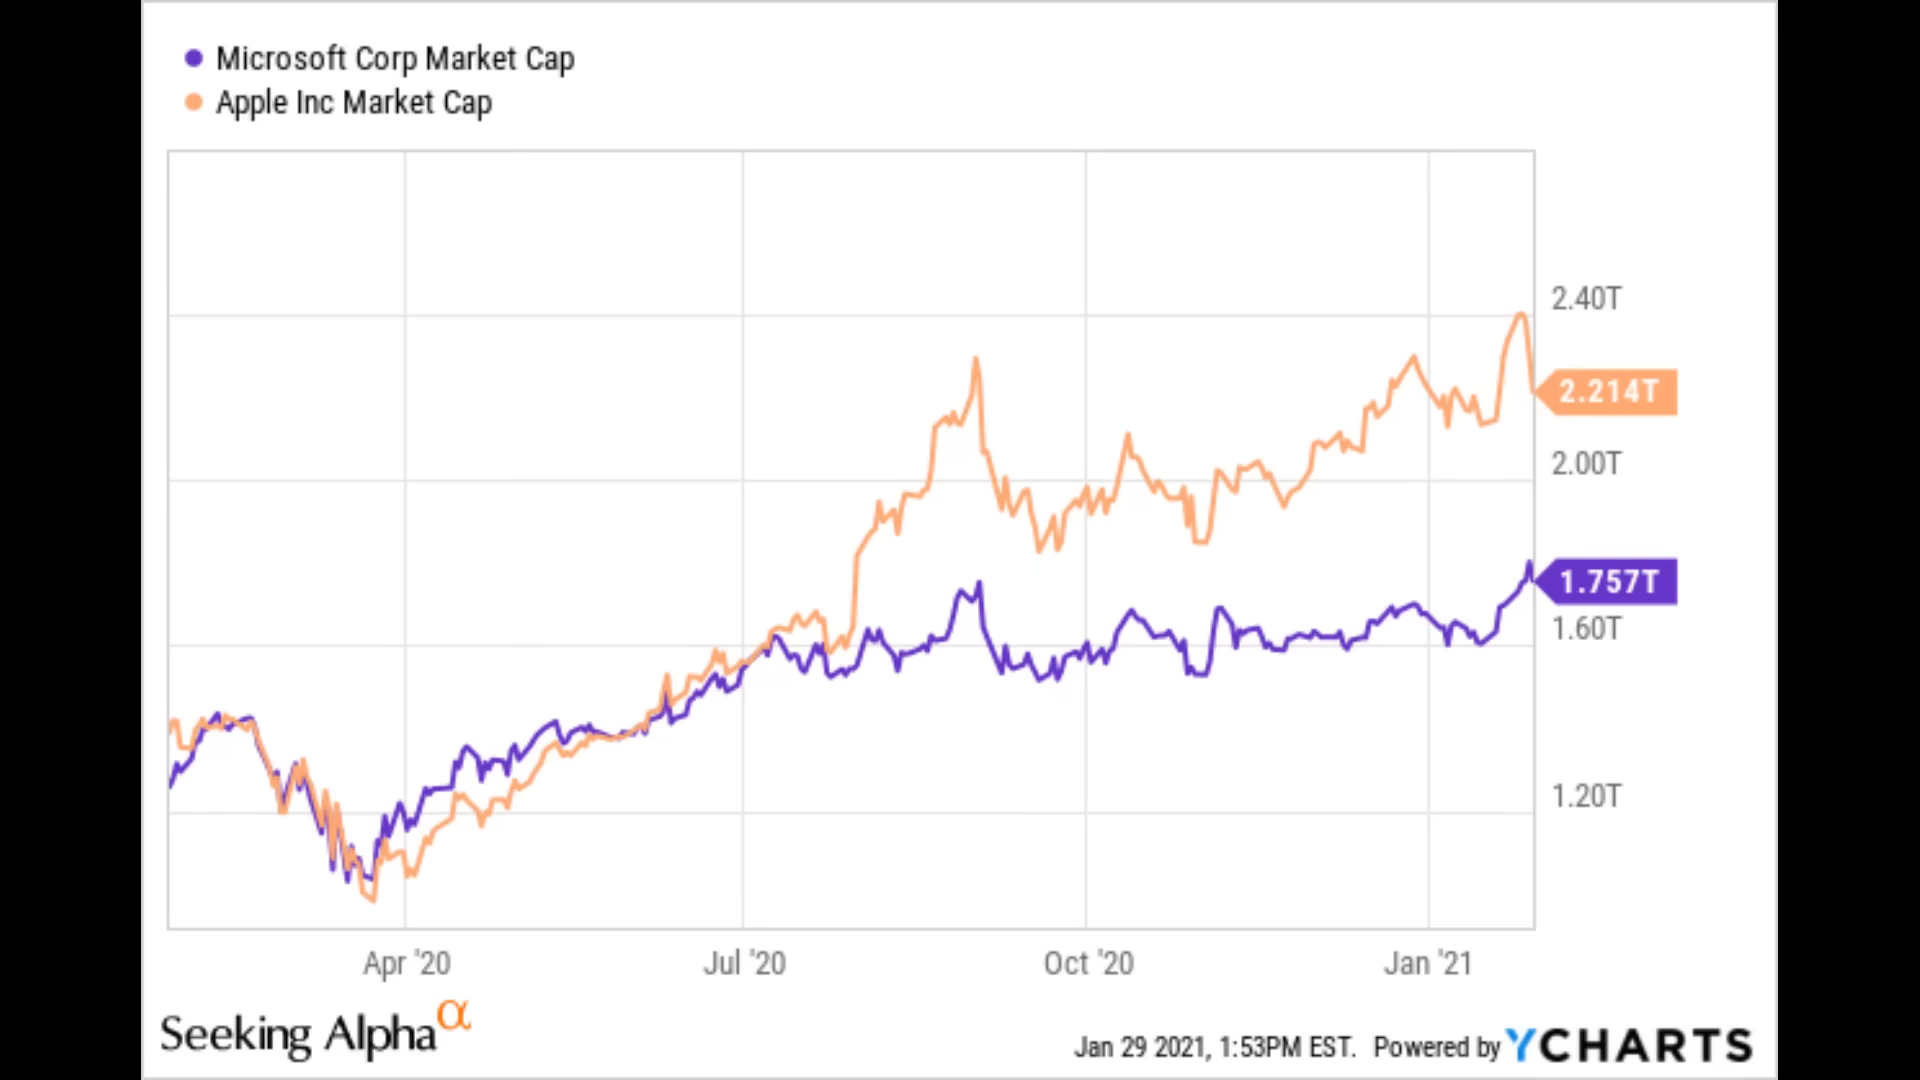 Microsoft Corp Market Cap
Apple Inc Market Cap
2.40T
2.214T
2.00T
1.757T
1.60T
1.20T
Apr '20 Jul '20 Oct '20 Jan '21
Seeking Alpha α
Jan 29 2021, 1:53PM EST. Powered by YCHARTS